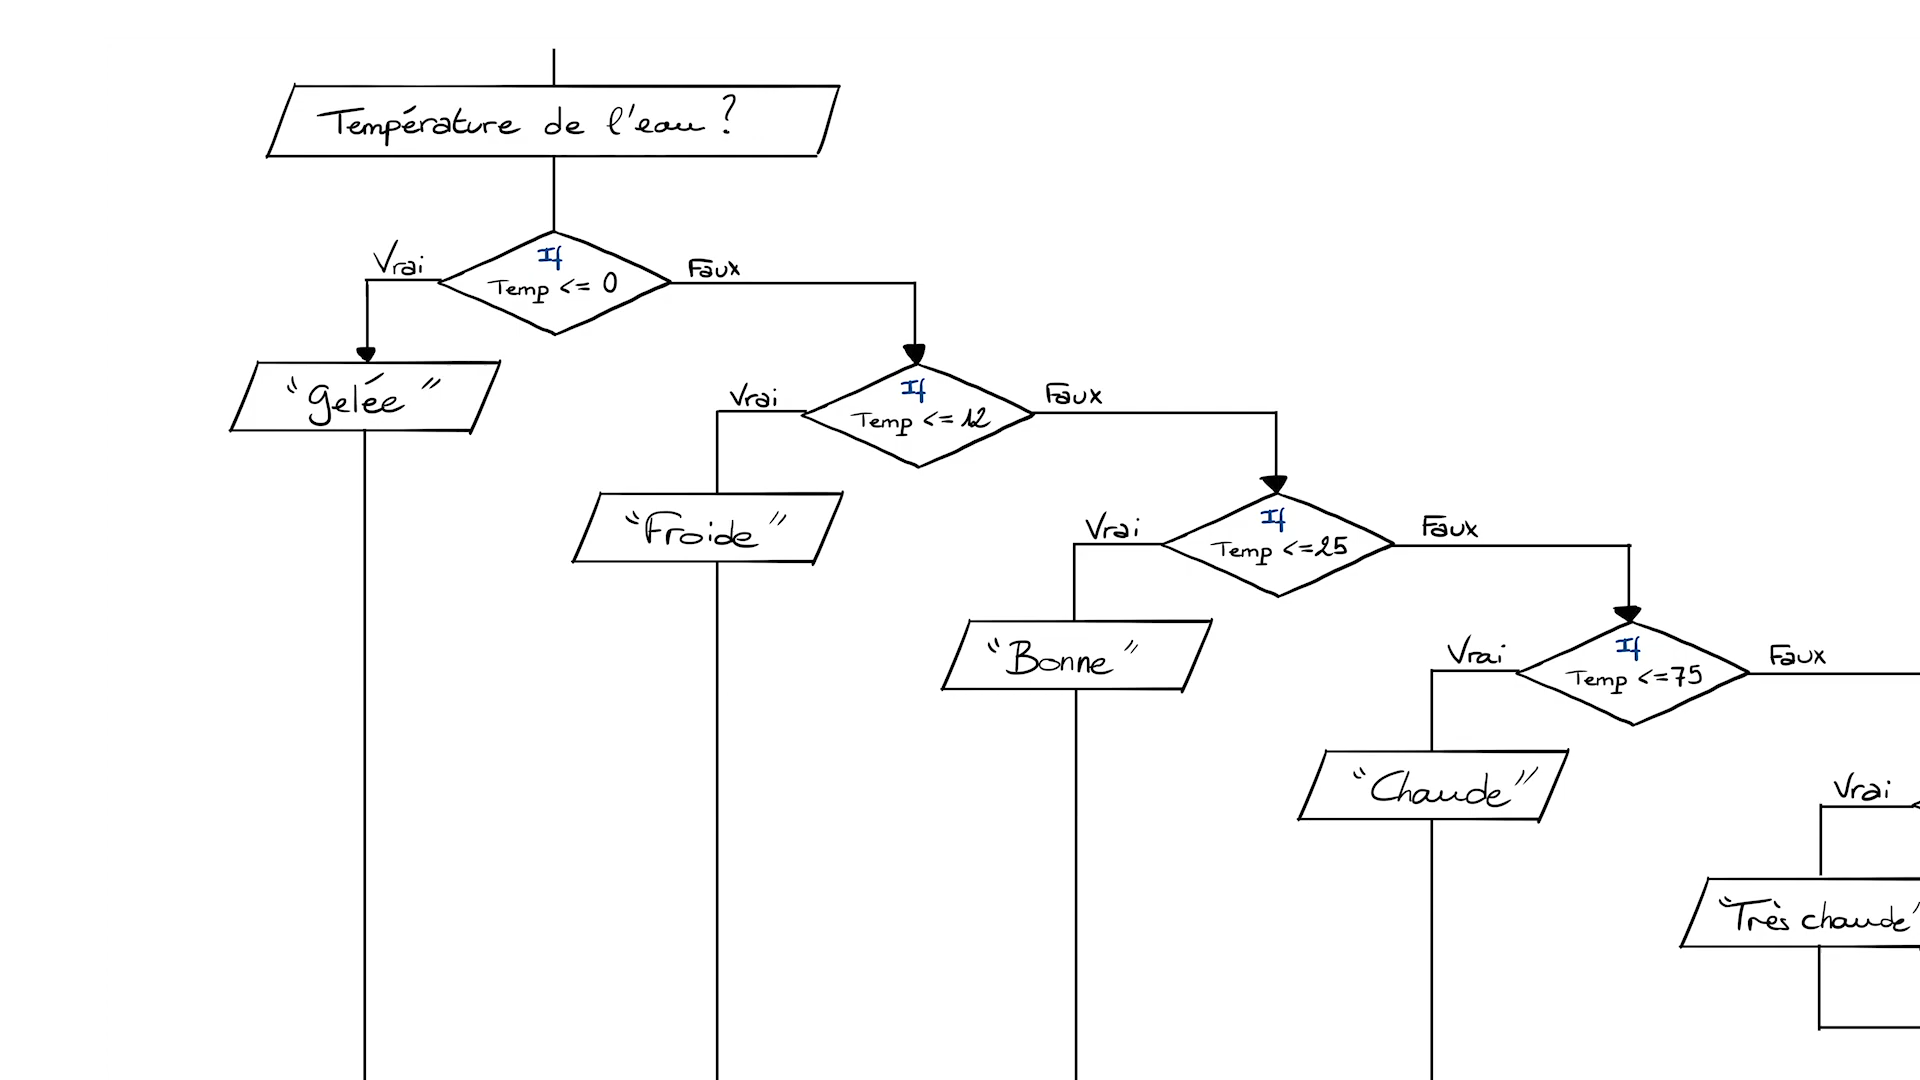 Température de l'eau ?
If
Temp <= 0
Vrai
Faux
"Gelée"
If
Temp <= 12
Vrai
Faux
"Froide"
If
Temp <= 25
Vrai
Faux
"Bonne"
If
Temp <= 75
Vrai
Faux
"Chaude"
Vrai
"Très chaude"